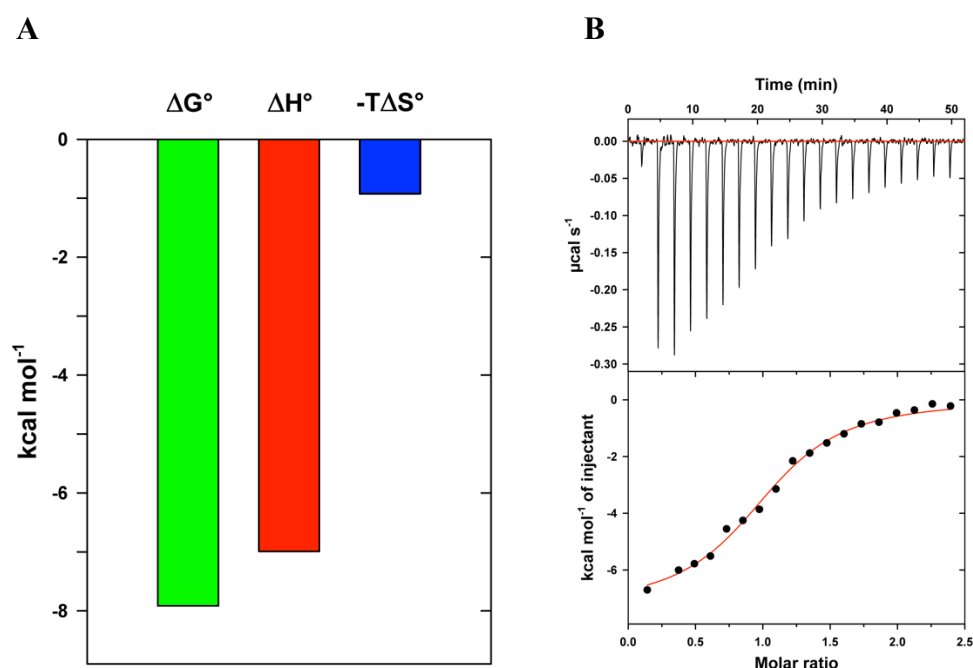 A
B
ΔG° ΔH° -TΔS°
0
-2
-4
-6
-8
kcal mol⁻¹
Time (min)
0 10 20 30 40 50
0.00
-0.05
-0.10
-0.15
-0.20
-0.25
-0.30
µcal s⁻¹
0
-2
-4
-6
kcal mol⁻¹ of injectant
0.0 0.5 1.0 1.5 2.0 2.5
Molar ratio